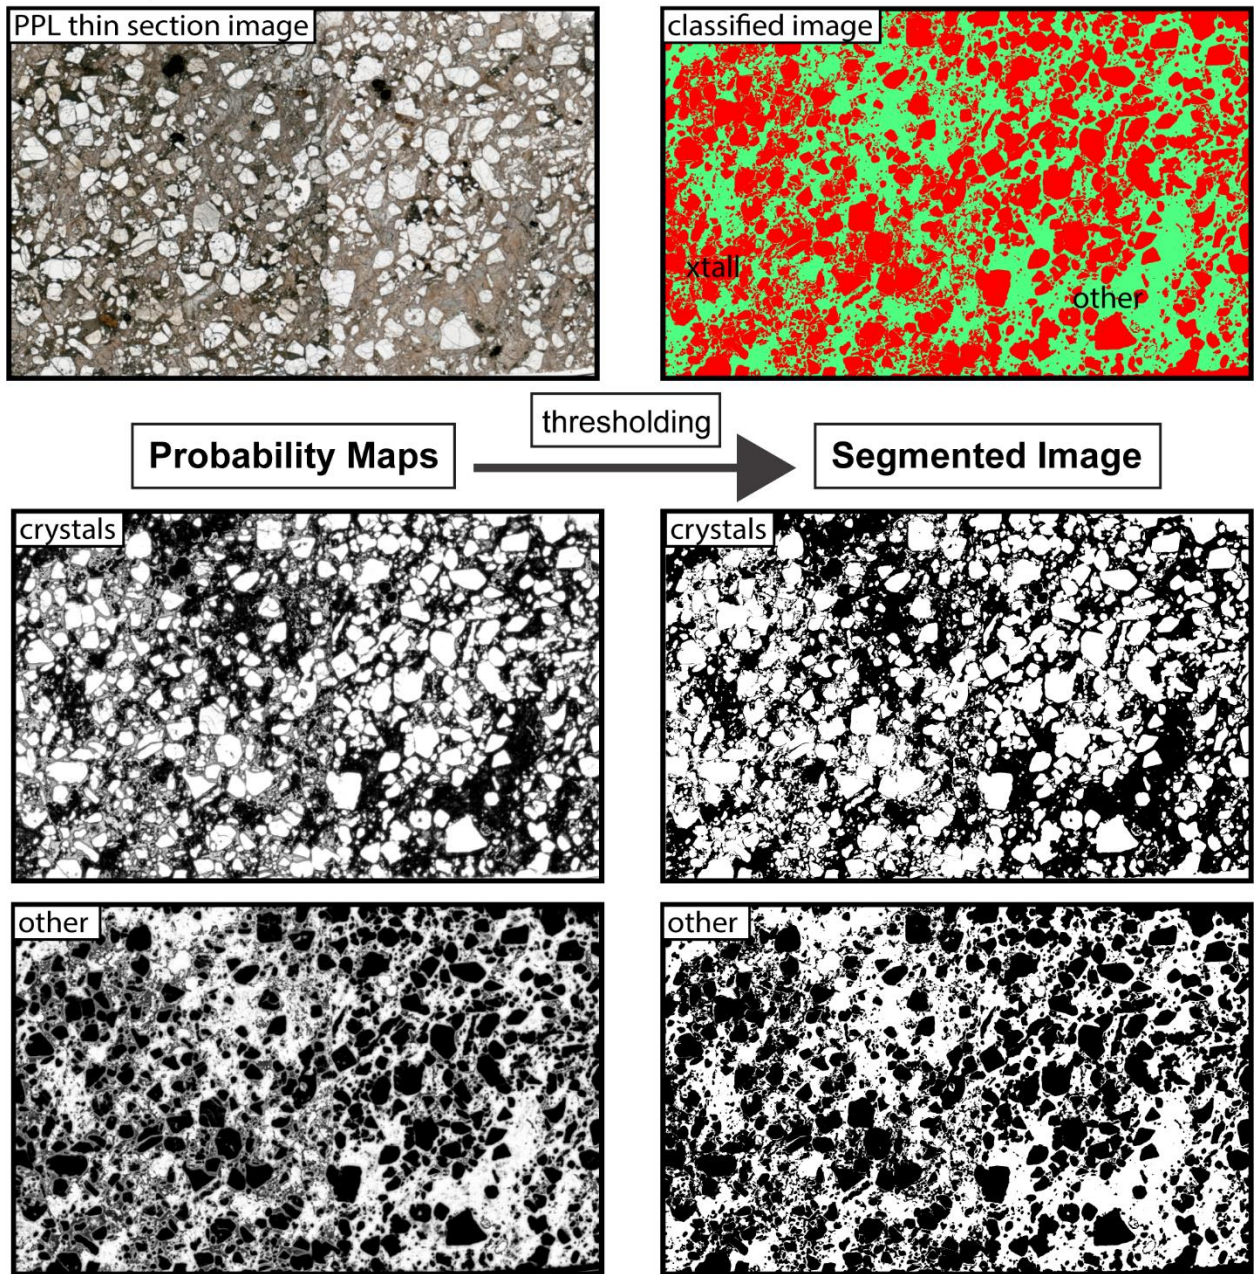 PPL thin section image
classified image
xtall
other
thresholding
Probability Maps
Segmented Image
crystals
crystals
other
other